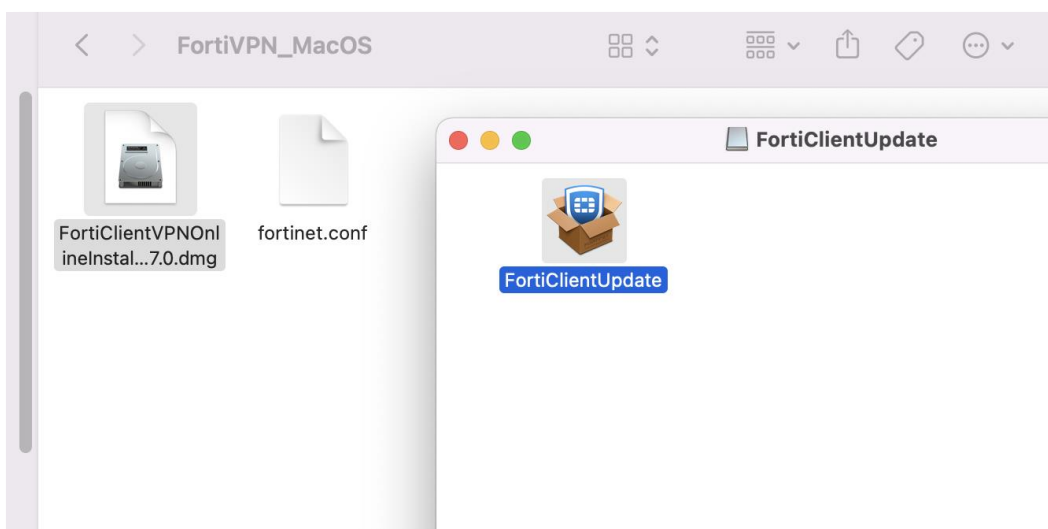 FortiVPN_MacOS
FortiClientUpdate
FortiClientVPNOnl
ineInstal...7.0.dmg
fortinet.conf
FortiClientUpdate